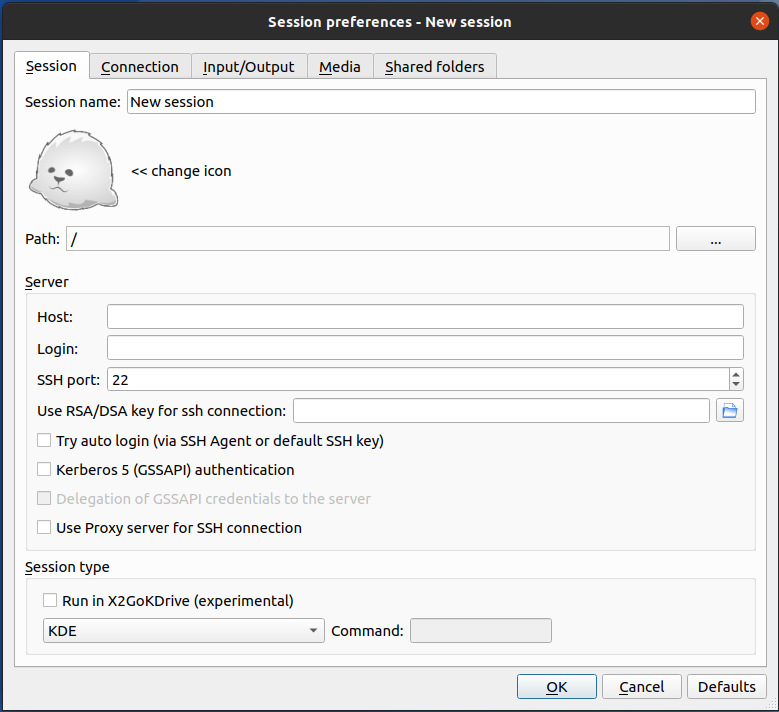 Session preferences - New session
Session Connection Input/Output Media Shared folders
Session name: New session
<< change icon
Path: / ...
Server
Host:
Login:
SSH port: 22
Use RSA/DSA key for ssh connection:
Try auto login (via SSH Agent or default SSH key)
Kerberos 5 (GSSAPI) authentication
Delegation of GSSAPI credentials to the server
Use Proxy server for SSH connection
Session type
Run in X2GoKDrive (experimental)
KDE Command:
OK Cancel Defaults